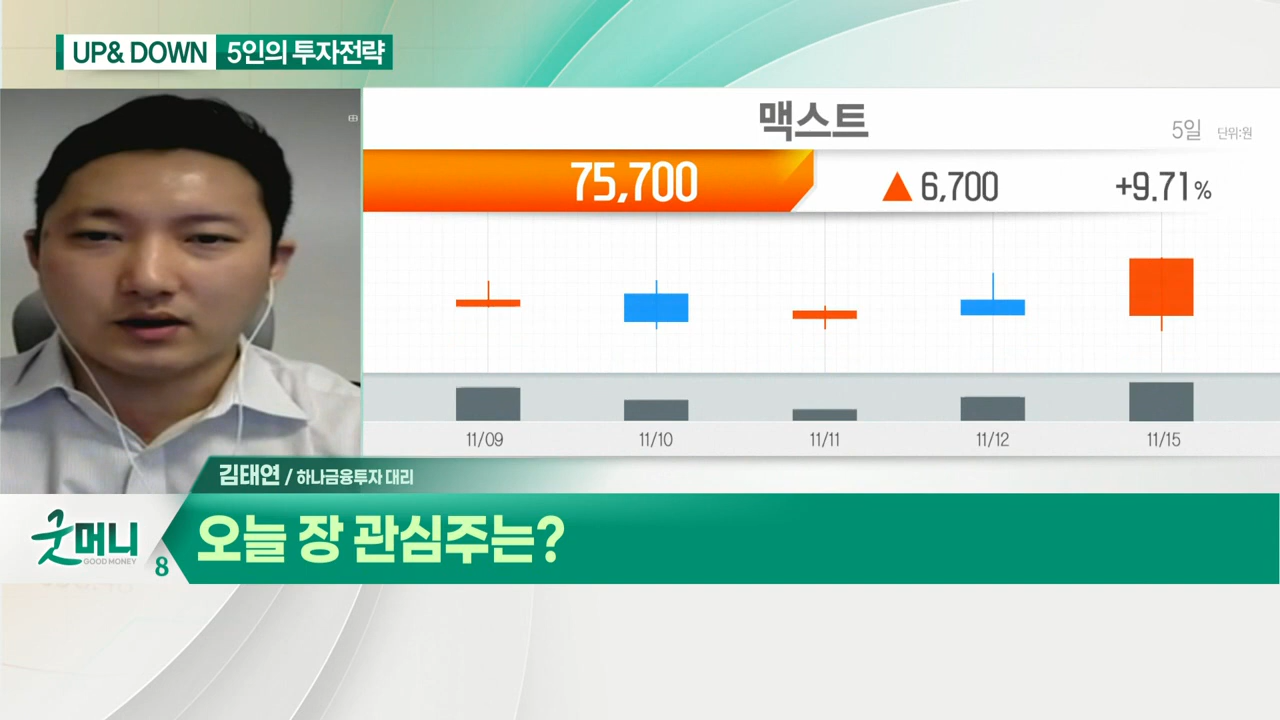 UP& DOWN 5인의 투자전략
맥스트
5일 단위:원
75,700 ▲ 6,700 +9.71%
11/09 11/10 11/11 11/12 11/15
김태연 / 하나금융투자 대리
굿머니
GOOD MONEY
8
오늘 장 관심주는?